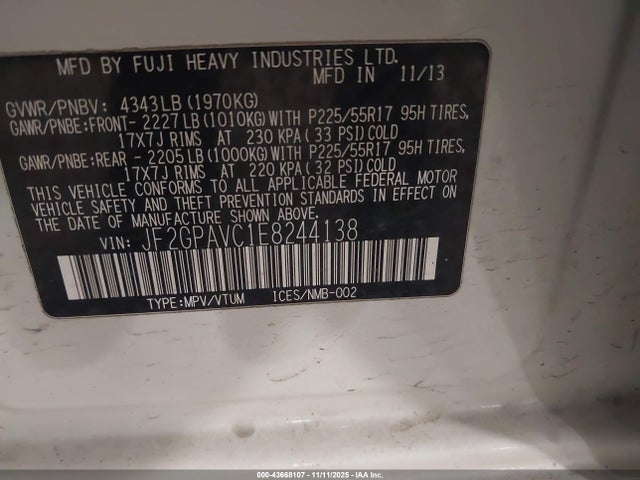 MFD BY FUJI HEAVY INDUSTRIES LTD.
MFD IN 11/13
GVWR/PNBV: 4343LB (1970KG)
GAWR/PNBE:FRONT- 2227LB (1010KG)WITH P225/55R17 95H TIRES,
17X7J RIMS AT 230 KPA (33 PSI)COLD
GAWR/PNBE:REAR - 2205LB (1000KG)WITH P225/55R17 95H TIRES,
17X7J RIMS AT 220 KPA (32 PSI)COLD
THIS VEHICLE CONFORMS TO ALL APPLICABLE FEDERAL MOTOR
VEHICLE SAFETY AND THEFT PREVENTION STANDARDS IN EFFECT ON
THE DATE OF MANUFACTURE SHOWN ABOVE.
VIN: JF2GPAVC1E8244138
TYPE:MPV/VTUM ICES/NMB-002
000-43668107 - 11/11/2025 - IAA Inc.